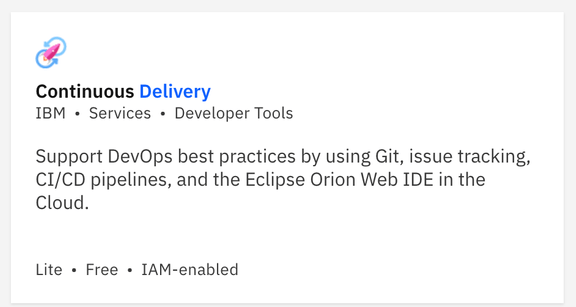 Continuous Delivery
IBM • Services • Developer Tools
Support DevOps best practices by using Git, issue tracking,
CI/CD pipelines, and the Eclipse Orion Web IDE in the
Cloud.
Lite • Free • IAM-enabled